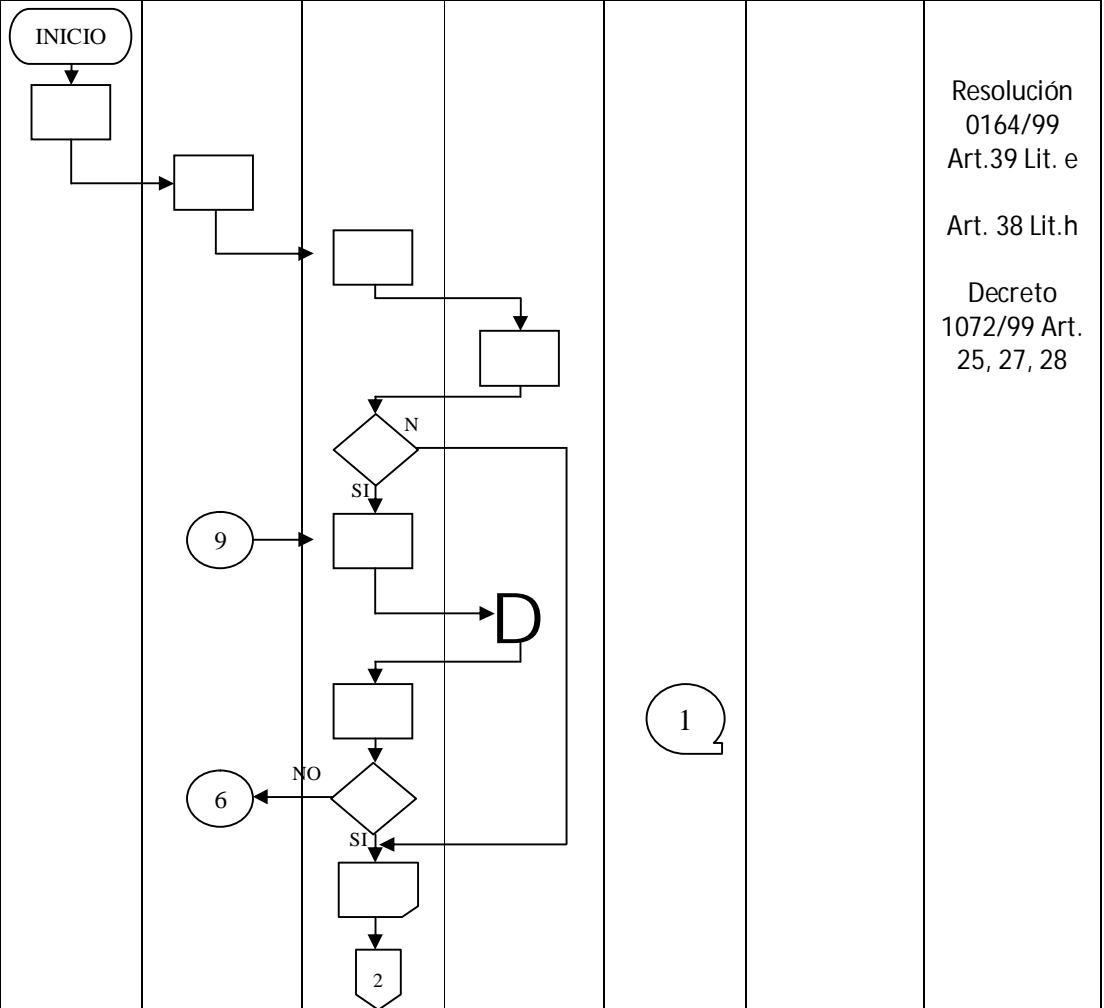 INICIO
Resolución
0164/99
Art.39 Lit. e
Art. 38 Lit.h
Decreto
1072/99 Art.
25, 27, 28
N
SI
9
D
1
NO
6
SI
2